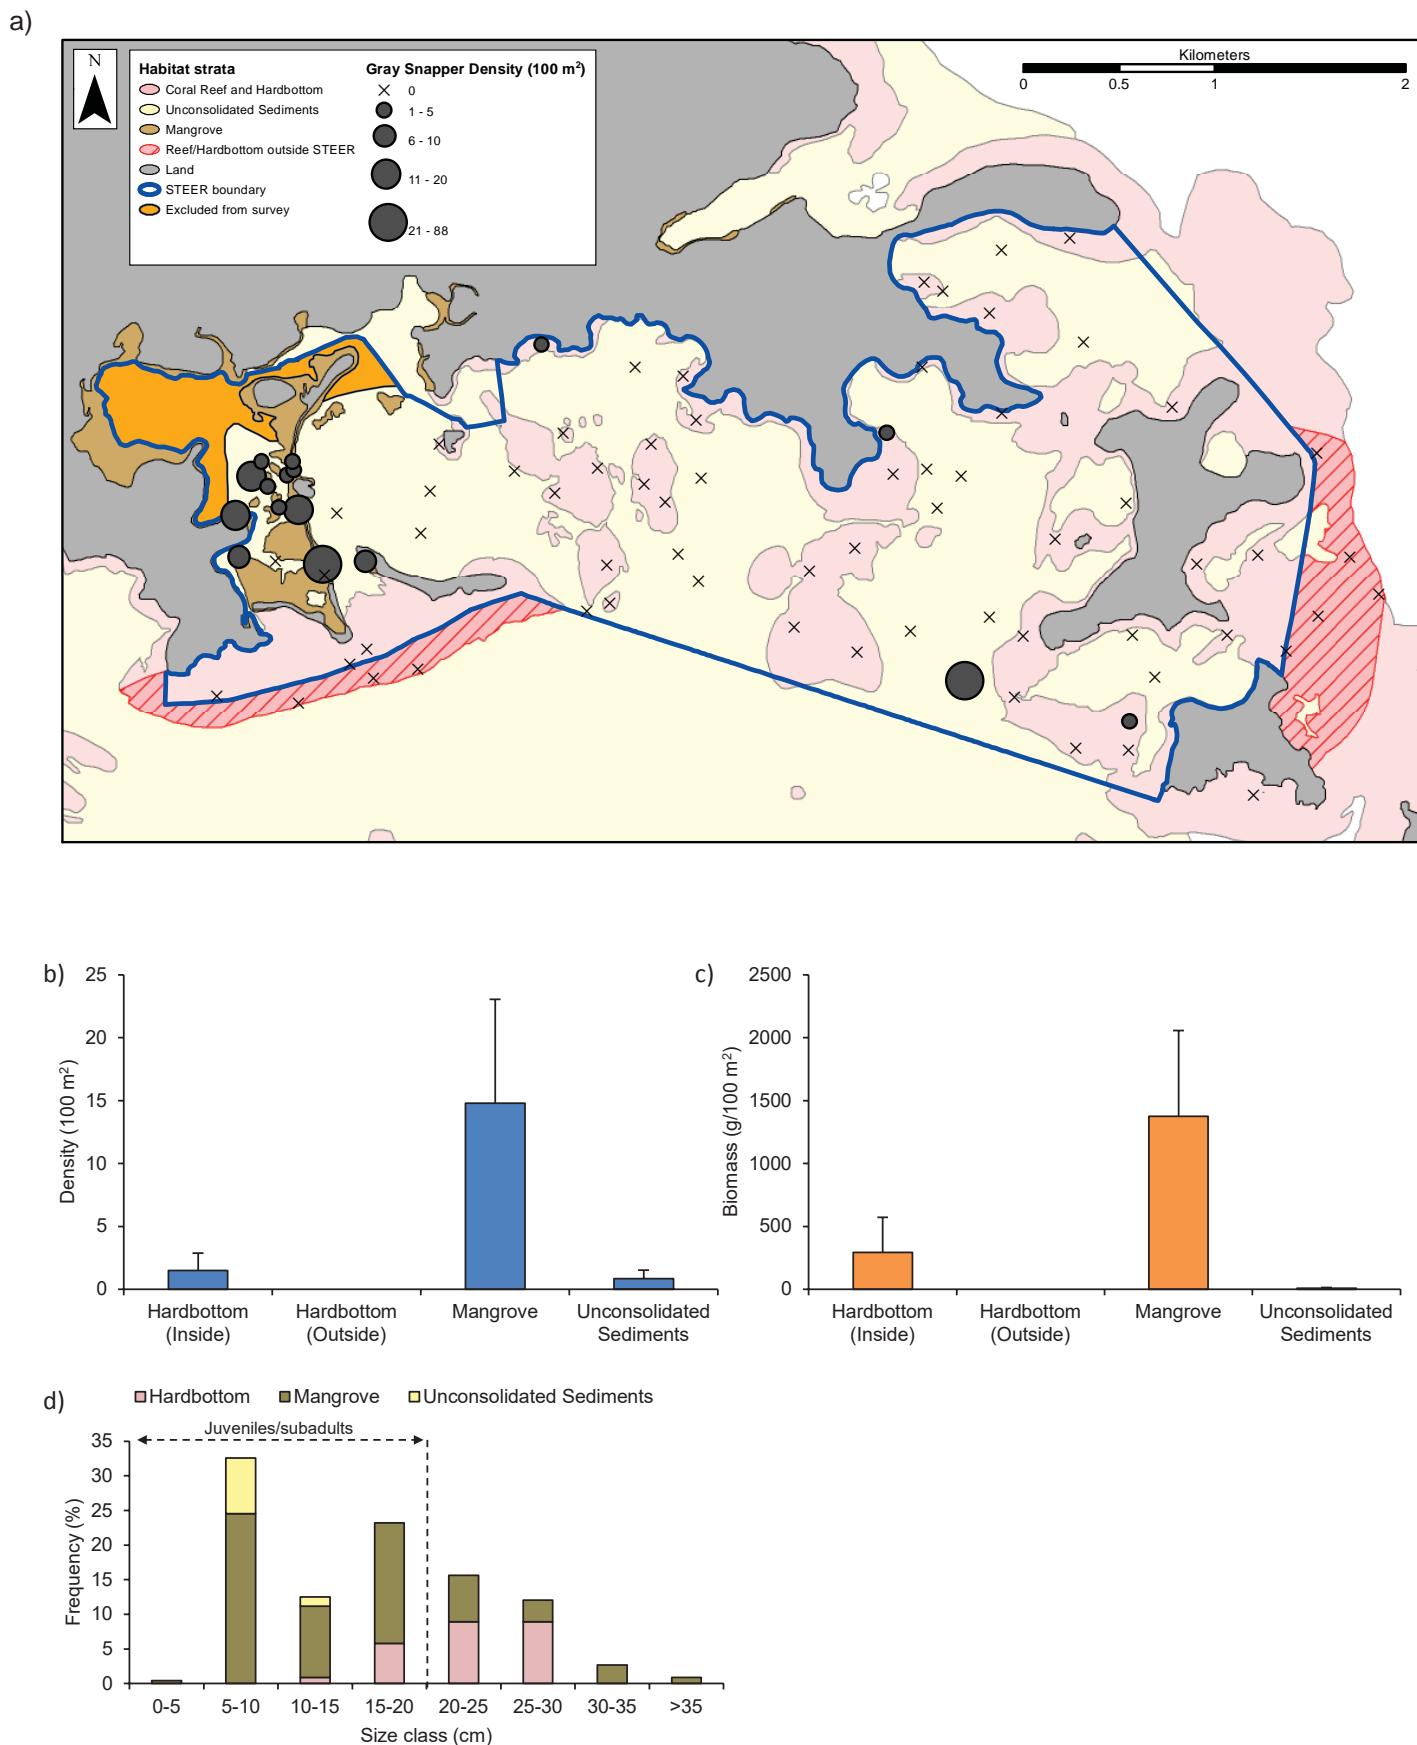 a)
N
Habitat strata
Coral Reef and Hardbottom
Unconsolidated Sediments
Mangrove
Reef/Hardbottom outside STEER
Land
STEER boundary
Excluded from survey
Gray Snapper Density (100 m²)
0
1 - 5
6 - 10
11 - 20
21 - 88
Kilometers
0 0.5 1 2
b)
25
20
15
10
5
0
Density (100 m²)
Hardbottom (Inside)
Hardbottom (Outside)
Mangrove
Unconsolidated Sediments
c)
2500
2000
1500
1000
500
0
Biomass (g/100 m²)
Hardbottom (Inside)
Hardbottom (Outside)
Mangrove
Unconsolidated Sediments
d)
Hardbottom Mangrove Unconsolidated Sediments
Juveniles/subadults
35
30
25
20
15
10
5
0
Frequency (%)
0-5 5-10 10-15 15-20 20-25 25-30 30-35 >35
Size class (cm)